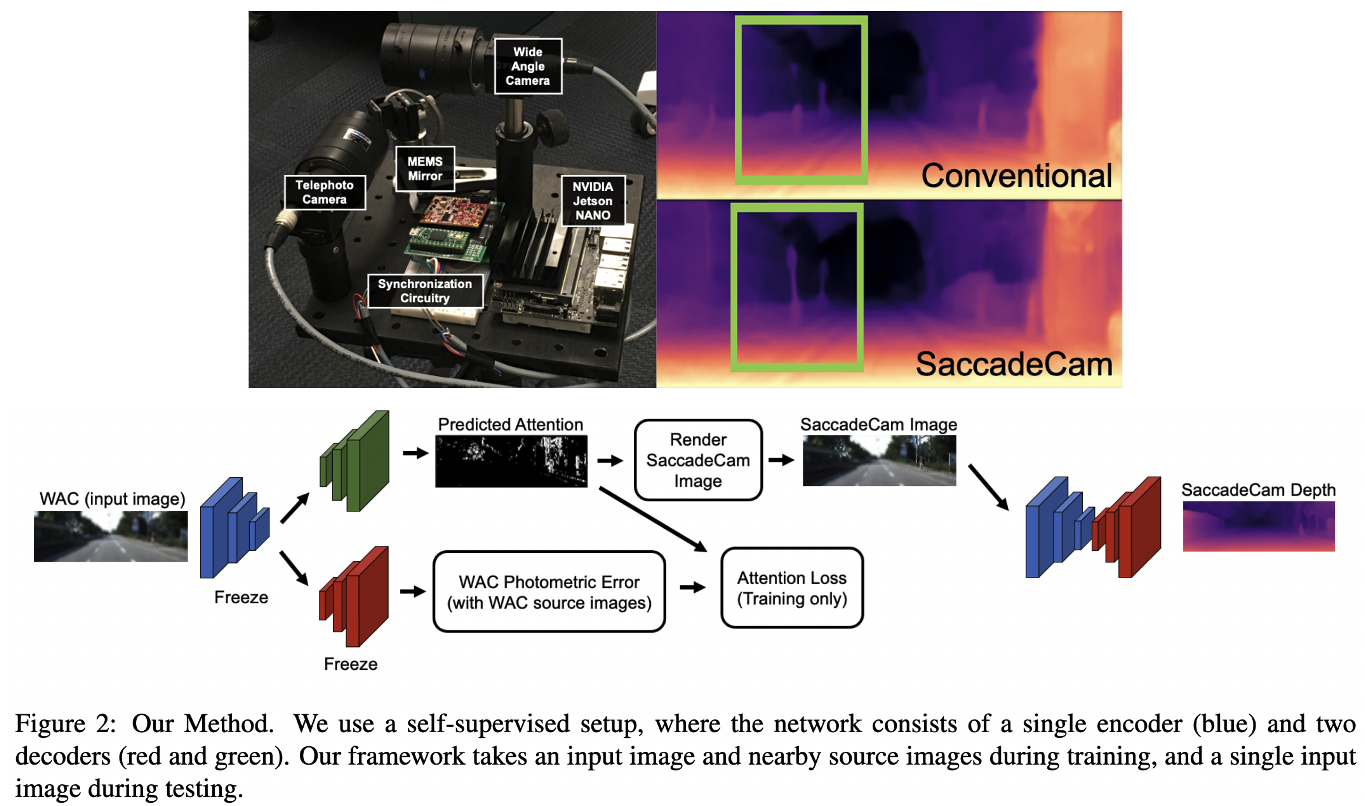 Wide
Angle
Camera
MEMS
Mirror
Telephoto
Camera
NVIDIA
Jetson
NANO
Synchronization
Circuitry
Conventional
SaccadeCam
WAC (input image)
Freeze
Predicted Attention
Render
SaccadeCam
Image
SaccadeCam Image
SaccadeCam Depth
WAC Photometric Error
(with WAC source images)
Attention Loss
(Training only)
Freeze
Figure 2: Our Method. We use a self-supervised setup, where the network consists of a single encoder (blue) and two
decoders (red and green). Our framework takes an input image and nearby source images during training, and a single input
image during testing.